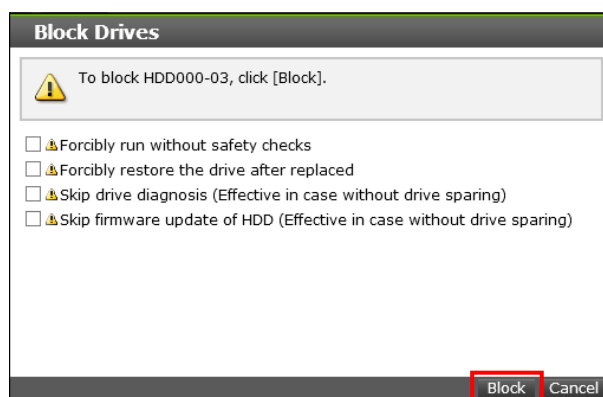 Block Drives
To block HDD000-03, click [Block].
Forcibly run without safety checks
Forcibly restore the drive after replaced
Skip drive diagnosis (Effective in case without drive sparing)
Skip firmware update of HDD (Effective in case without drive sparing)
Block Cancel